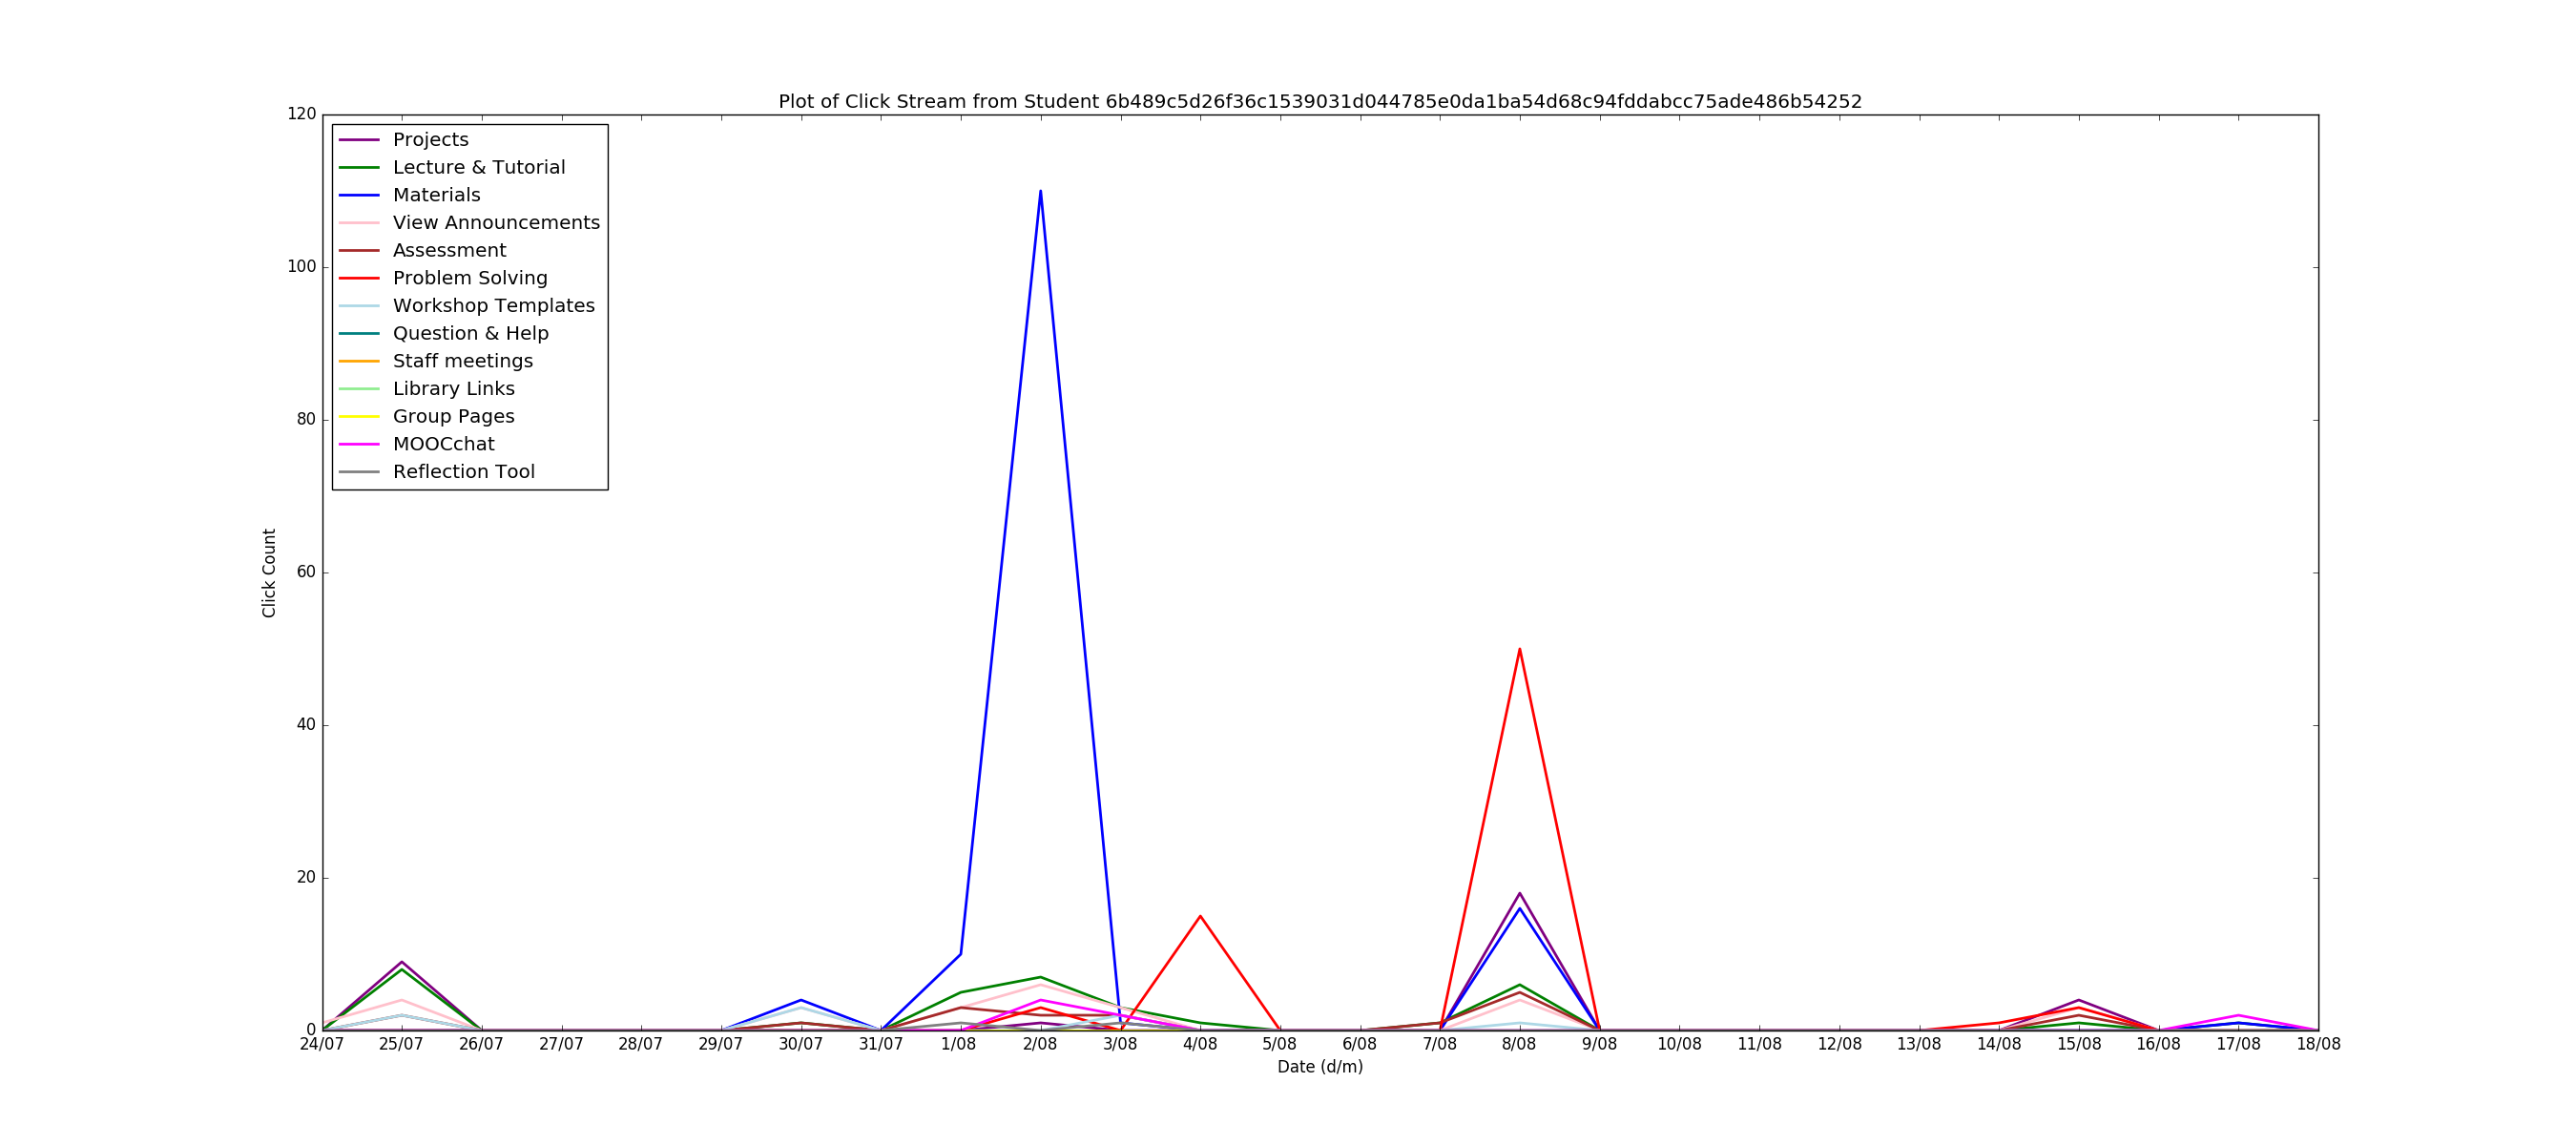 Plot of Click Stream from Student 6b489c5d26f36c1539031d044785e0da1ba54d68c94fddabcc75ade486b54252
120
100
80
60
40
20
0
Click Count
Projects
Lecture & Tutorial
Materials
View Announcements
Assessment
Problem Solving
Workshop Templates
Question & Help
Staff meetings
Library Links
Group Pages
MOOCchat
Reflection Tool
24/07 25/07 26/07 27/07 28/07 29/07 30/07 31/07 1/08 2/08 3/08 4/08 5/08 6/08 7/08 8/08 9/08 10/08 11/08 12/08 13/08 14/08 15/08 16/08 17/08 18/08
Date (d/m)